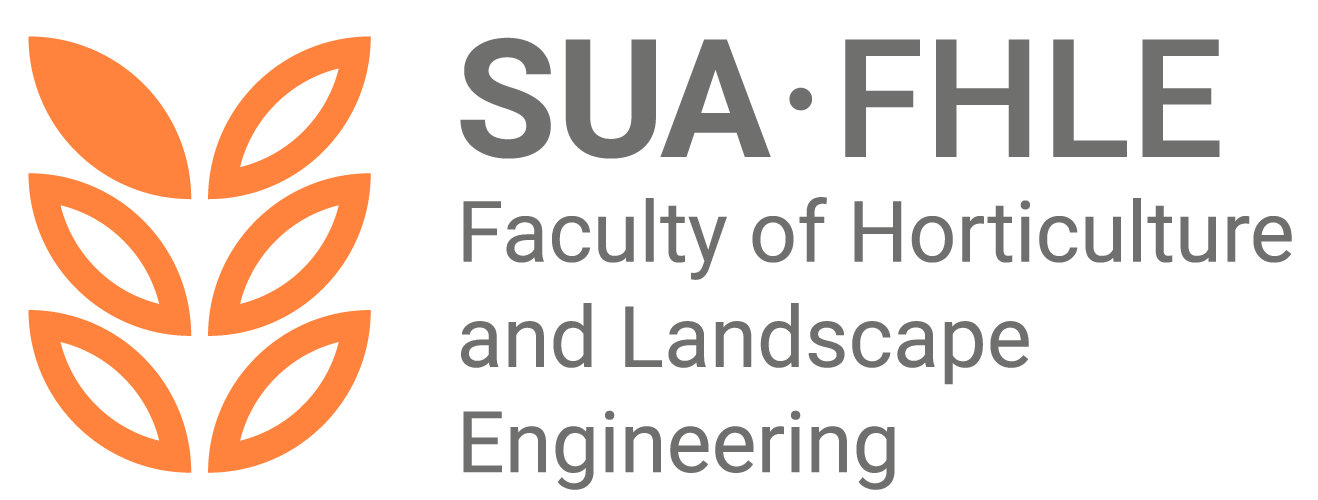 SUA·FHLE
Faculty of Horticulture
and Landscape
Engineering